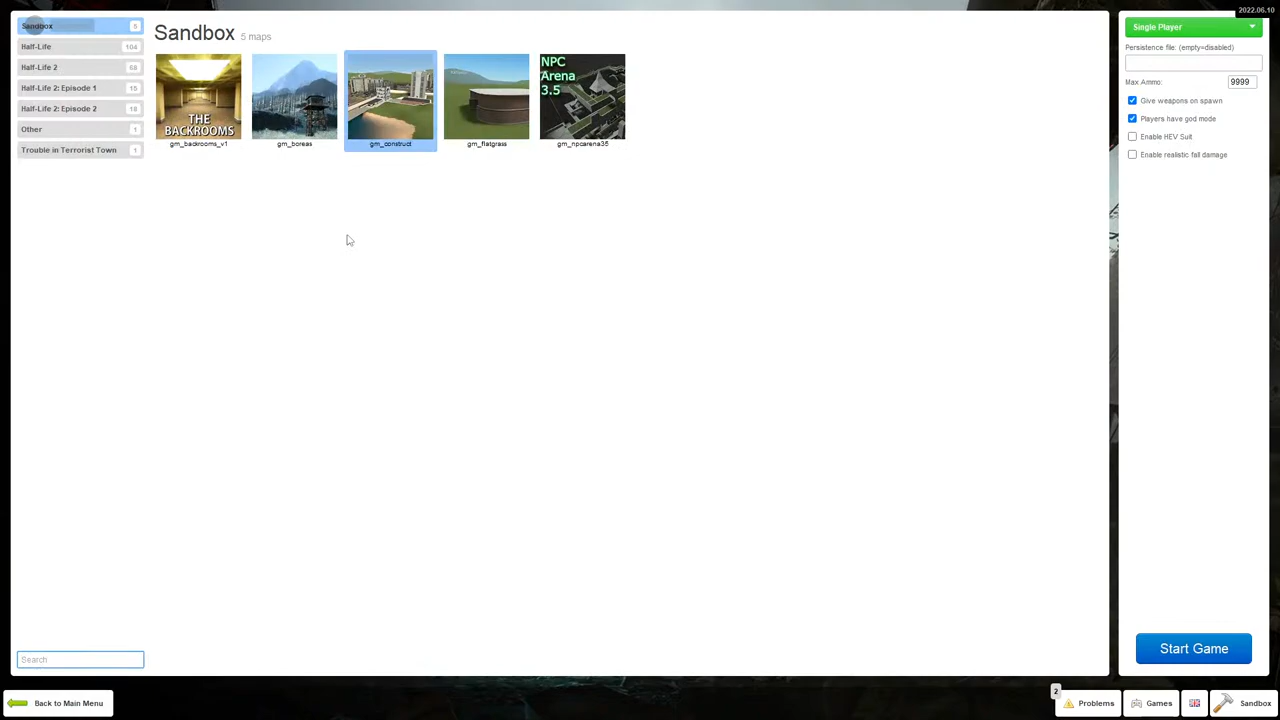 2022.06.10
Sandbox 5
Half-Life 104
Half-Life 2 68
Half-Life 2: Episode 1 15
Half-Life 2: Episode 2 18
Other 1
Trouble in Terrorist Town 1
Sandbox 5 maps
THE
BACKROOMS
gm_backrooms_v1
gm_boreas
gm_construct
gm_flatgrass
NPC
Arena
3.5
gm_npcarena35
Single Player
Persistence file: (empty=disabled)
Max Ammo: 9999
Give weapons on spawn
Players have god mode
Enable HEV Suit
Enable realistic fall damage
Search
Start Game
Back to Main Menu
2
Problems
Games
Sandbox